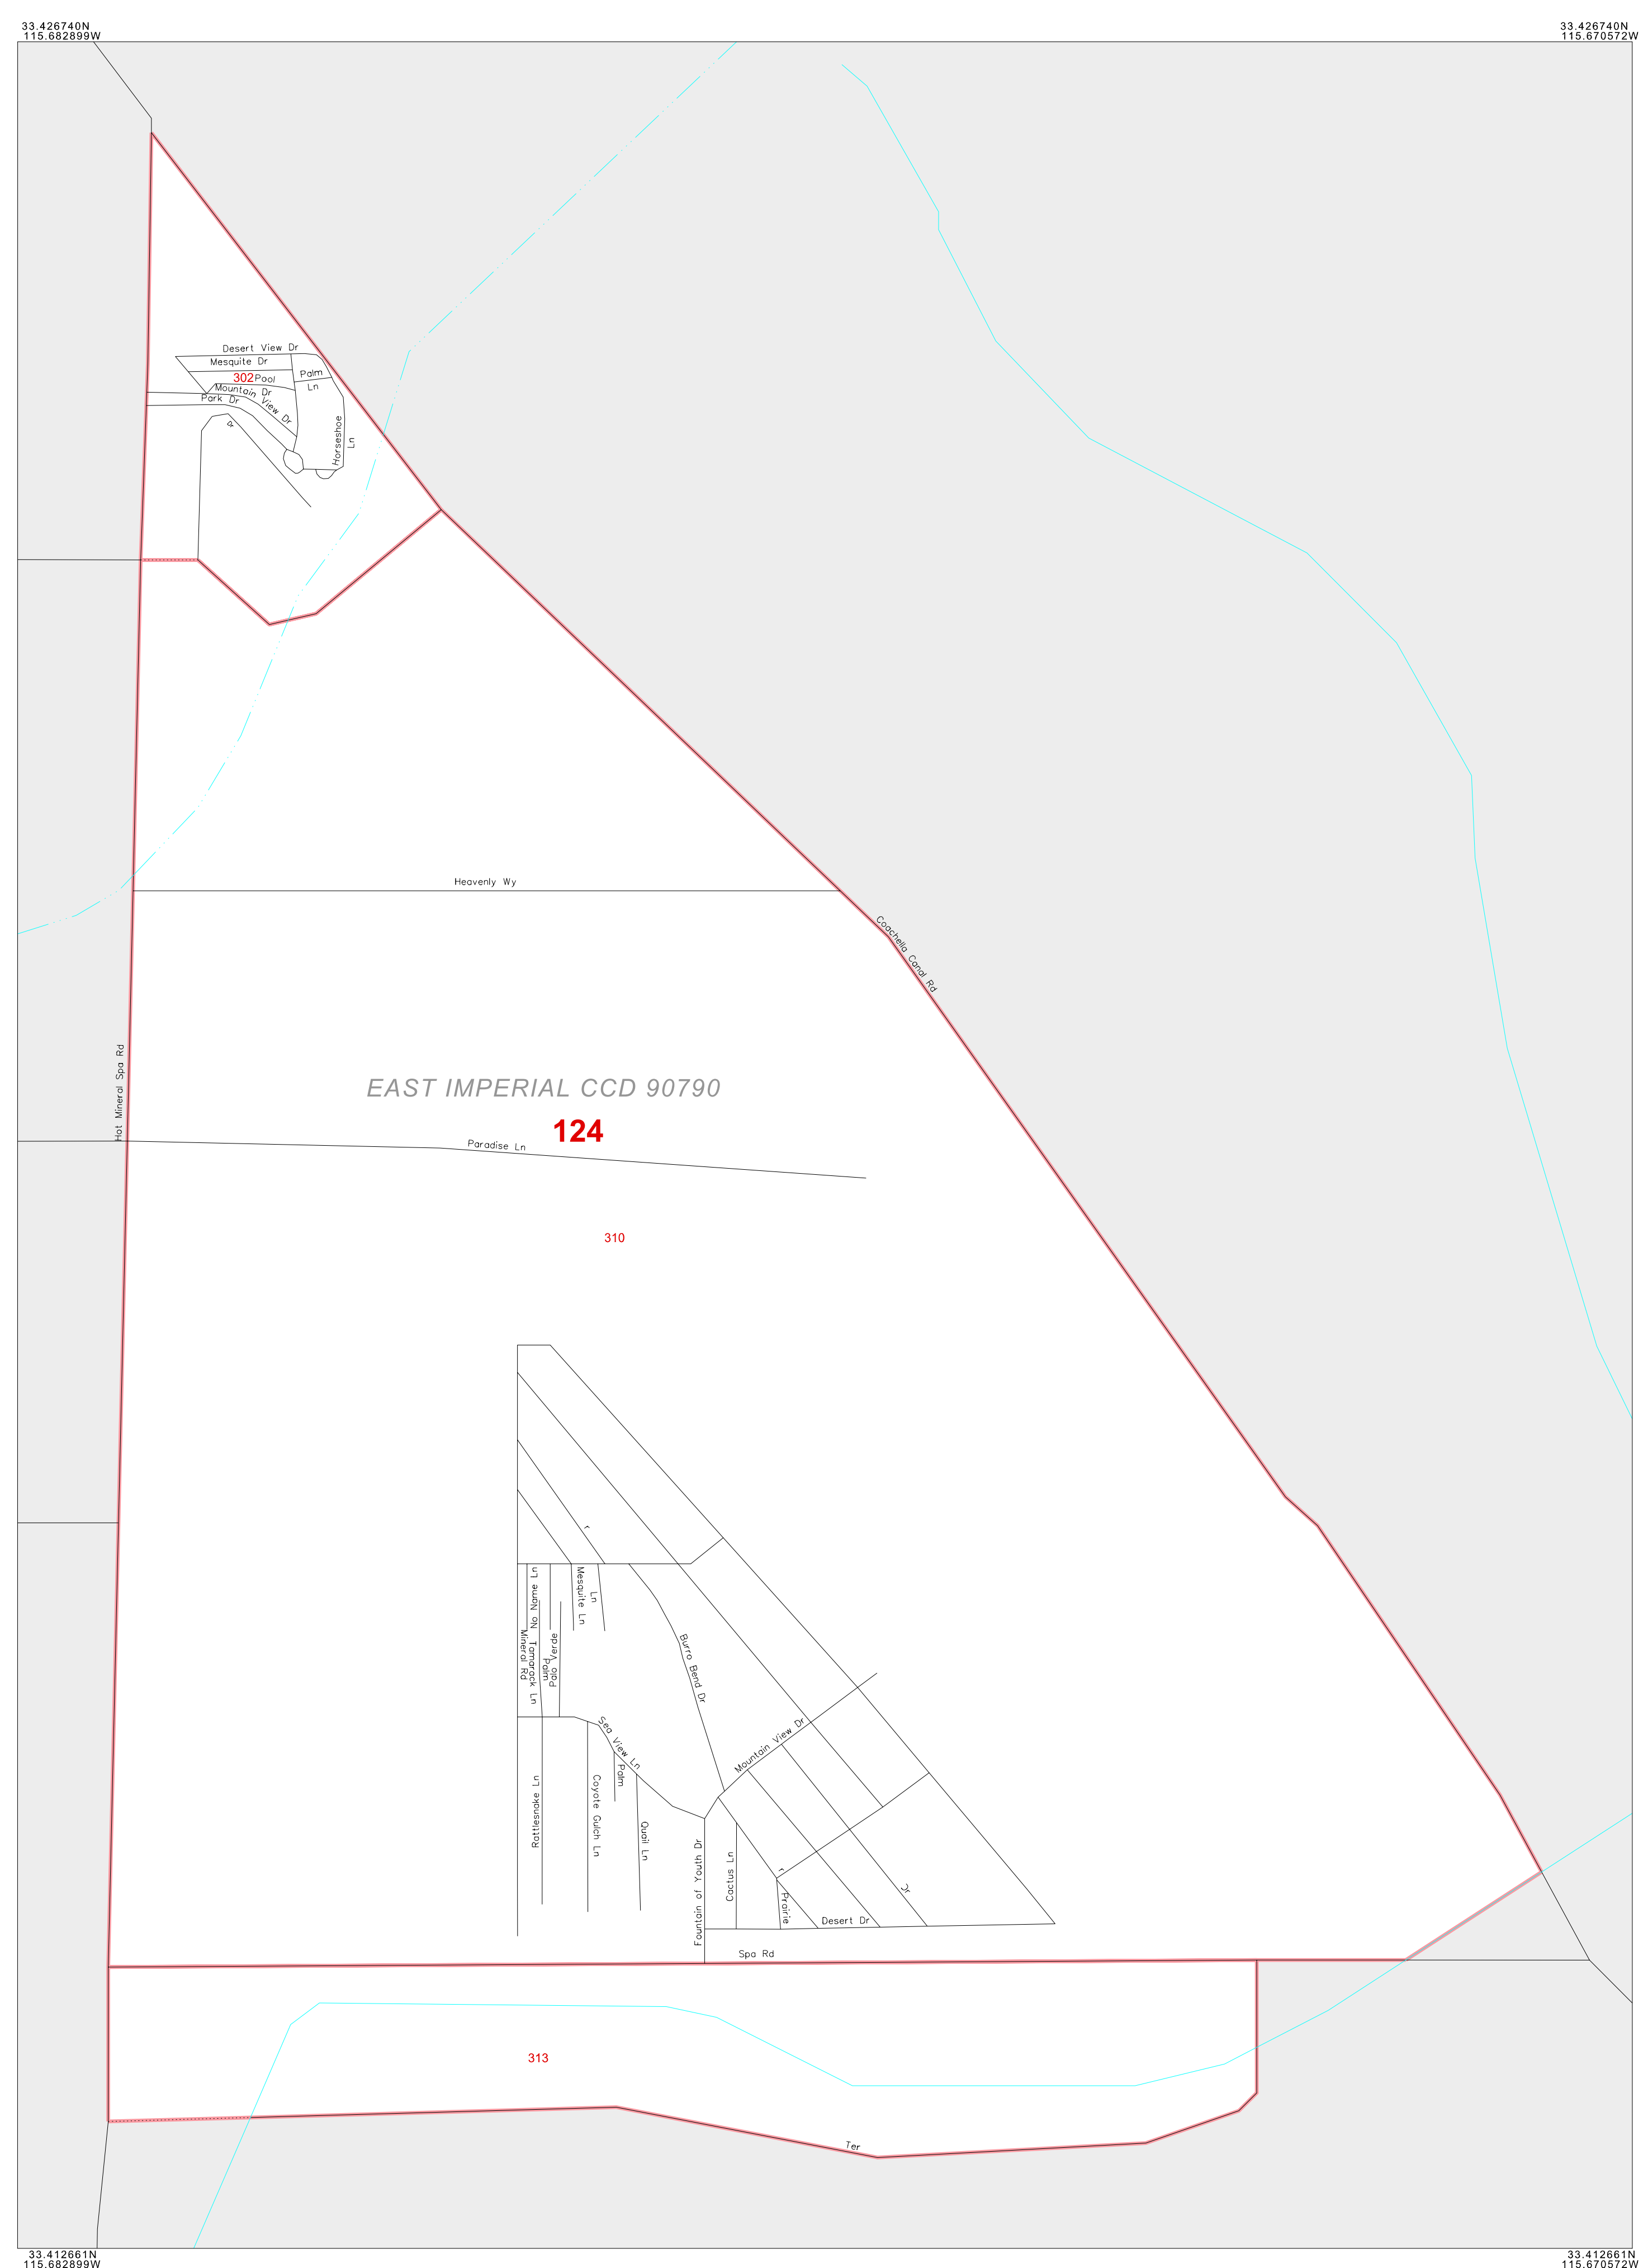 33.426740N
115.682899W
33.426740N
115.670572W
Desert View Dr
Mesquite Dr
302
Pool
Palm
Ln
Mountain Dr
View Dr
Park Dr
Dr
Horseshoe
Ln
Heavenly Wy
Coachella Canal Rd
Hot Mineral Spa Rd
EAST IMPERIAL CCD 90790
124
Paradise Ln
310
r
No Name Ln
Mesquite Ln
Ln
Mineral Rd
Tamarack Ln
Palm
Palo Verde
Burro Bend Dr
Sea View Ln
Mountain View Dr
Palm
Rattlesnake Ln
Coyote Gulch Ln
Quail Ln
Fountain of Youth Dr
Cactus Ln
r
Prairie
Dr
Desert Dr
Spa Rd
313
Ter
33.412661N
115.682899W
33.412661N
115.670572W